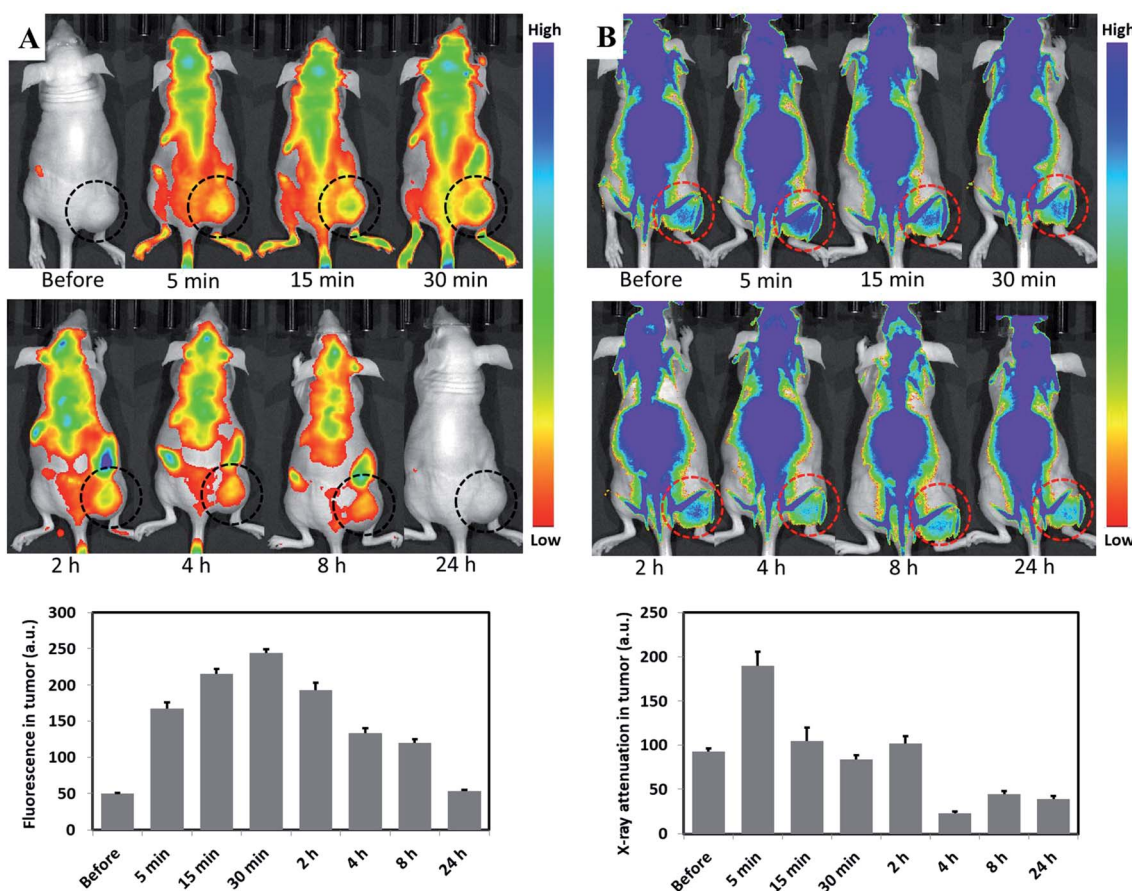 A
High
Low
Before
5 min
15 min
30 min
2 h
4 h
8 h
24 h
B
High
Low
Before
5 min
15 min
30 min
2 h
4 h
8 h
24 h
Fluorescence in tumor (a.u.)
300
250
200
150
100
50
0
Before
5 min
15 min
30 min
2 h
4 h
8 h
24 h
X-ray attenuation in tumor (a.u.)
250
200
150
100
50
0
Before
5 min
15 min
30 min
2 h
4 h
8 h
24 h